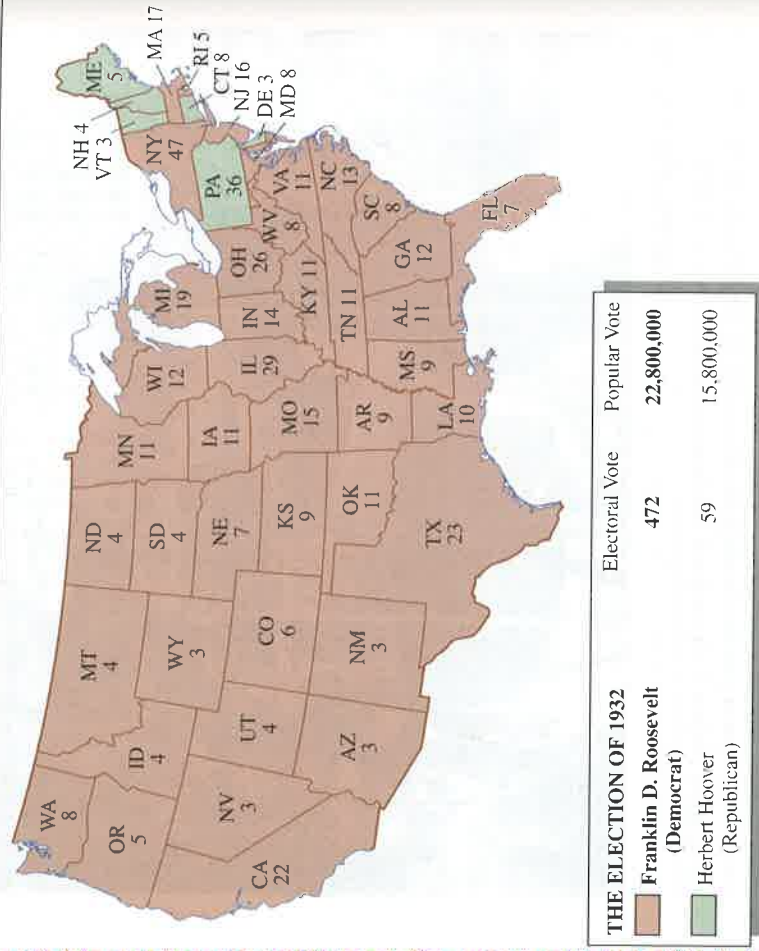 WA
8
OR
5
CA
22
NV
3
ID
4
MT
4
WY
3
UT
4
AZ
3
CO
6
NM
3
ND
4
SD
4
NE
7
KS
9
OK
11
TX
23
MN
11
IA
11
MO
15
AR
9
LA
10
WI
12
IL
29
MS
9
MI
19
IN
14
OH
26
KY 11
TN 11
AL
11
GA
12
FL
7
SC
8
NC
13
VA
11
WV
8
PA
36
NY
47
VT 3
NH 4
ME
5
MA 17
RI 5
CT 8
NJ 16
DE 3
MD 8
THE ELECTION OF 1932 Electoral Vote Popular Vote
Franklin D. Roosevelt 472 22,800,000
(Democrat)
Herbert Hoover 59 15,800,000
(Republican)